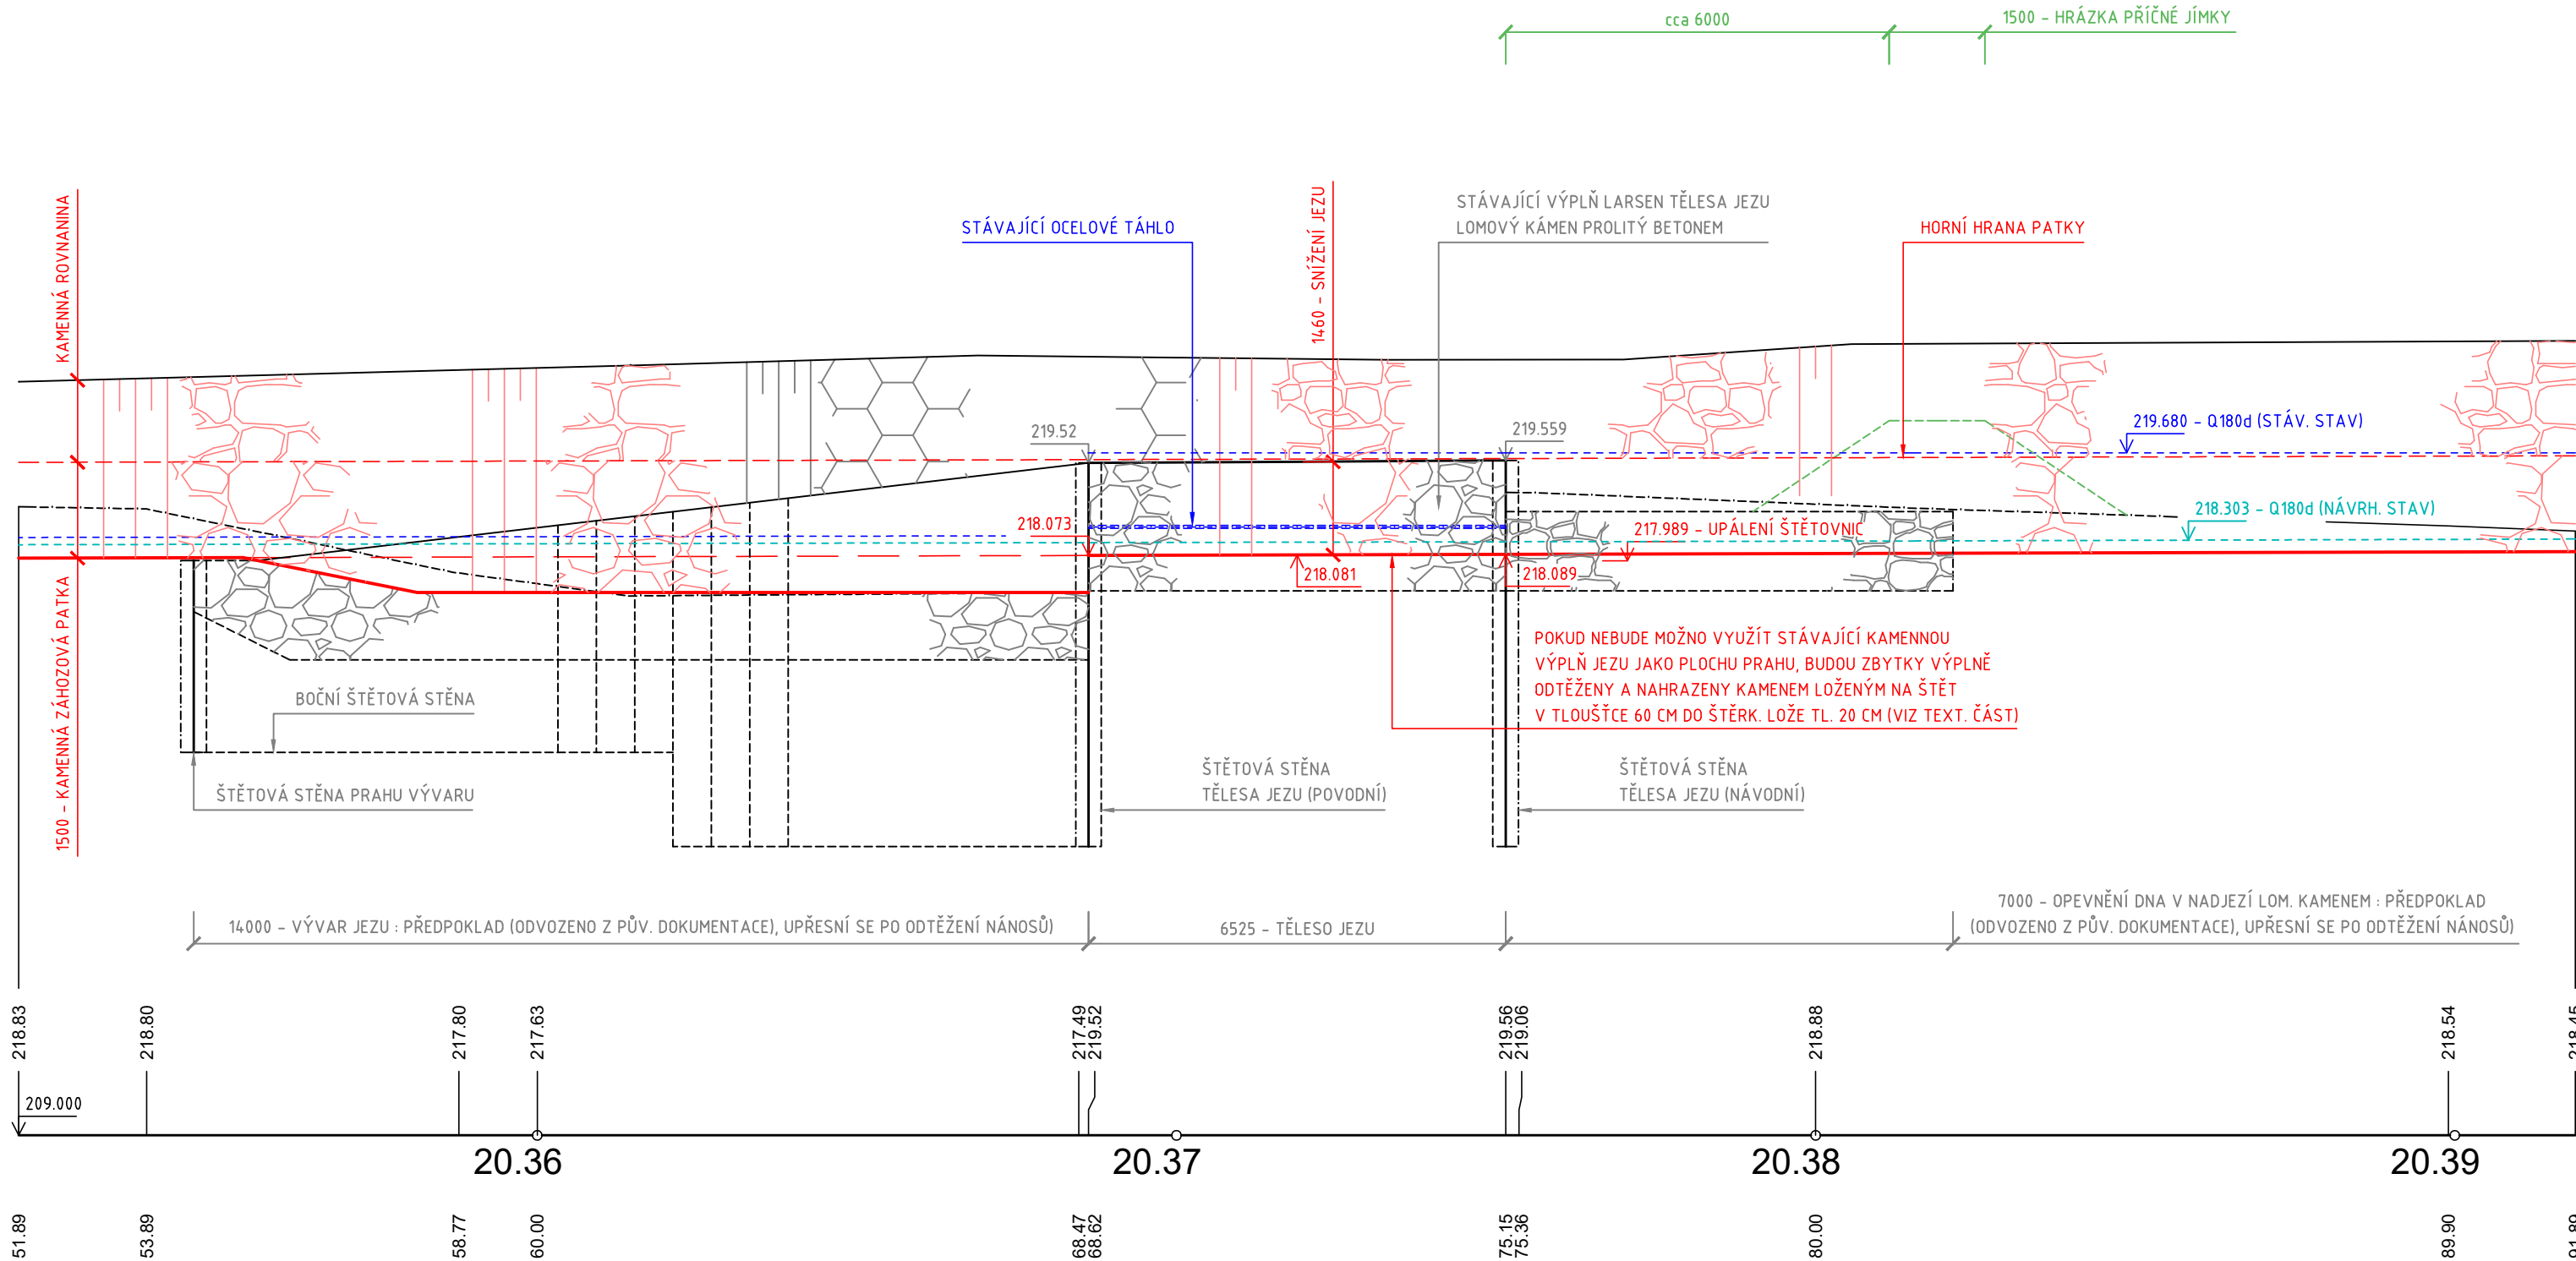 cca 6000
1500 - HRÁZKA PŘÍČNÉ JÍMKY
KAMENNÁ ROVNANINA
STÁVAJÍCÍ OCELOVÉ TÁHLO
1460 - SNÍŽENÍ JEZU
STÁVAJÍCÍ VÝPLŇ LARSEN TĚLESA JEZU
LOMOVÝ KÁMEN PROLITÝ BETONEM
HORNÍ HRANA PATKY
219.52
219.559
219.680 - Q180d (STÁV. STAV)
218.073
217.989 - UPÁLENÍ ŠTĚTOVNIC
218.303 - Q180d (NÁVRH. STAV)
218.081
218.089
1500 - KAMENNÁ ZÁHOZOVÁ PATKA
POKUD NEBUDE MOŽNO VYUŽÍT STÁVAJÍCÍ KAMENNOU
VÝPLŇ JEZU JAKO PLOCHU PRAHU, BUDOU ZBYTKY VÝPLNĚ
ODTĚŽENY A NAHRAZENY KAMENEM LOŽENÝM NA ŠTĚT
V TLOUŠŤCE 60 CM DO ŠTĚRK. LOŽE TL. 20 CM (VIZ TEXT. ČÁST)
BOČNÍ ŠTĚTOVÁ STĚNA
ŠTĚTOVÁ STĚNA PRAHU VÝVARU
ŠTĚTOVÁ STĚNA
TĚLESA JEZU (POVODNÍ)
ŠTĚTOVÁ STĚNA
TĚLESA JEZU (NÁVODNÍ)
14000 - VÝVAR JEZU : PŘEDPOKLAD (ODVOZENO Z PŮV. DOKUMENTACE), UPŘESNÍ SE PO ODTĚŽENÍ NÁNOSŮ)
6525 - TĚLESO JEZU
7000 - OPEVNĚNÍ DNA V NADJEZÍ LOM. KAMENEM : PŘEDPOKLAD
(ODVOZENO Z PŮV. DOKUMENTACE), UPŘESNÍ SE PO ODTĚŽENÍ NÁNOSŮ)
218.83
218.80
217.80
217.63
217.49
219.52
219.56
219.06
218.88
218.54
218.45
209.000
20.36
20.37
20.38
20.39
51.89
53.89
58.77
60.00
68.47
68.62
75.15
75.36
80.00
89.90
91.89